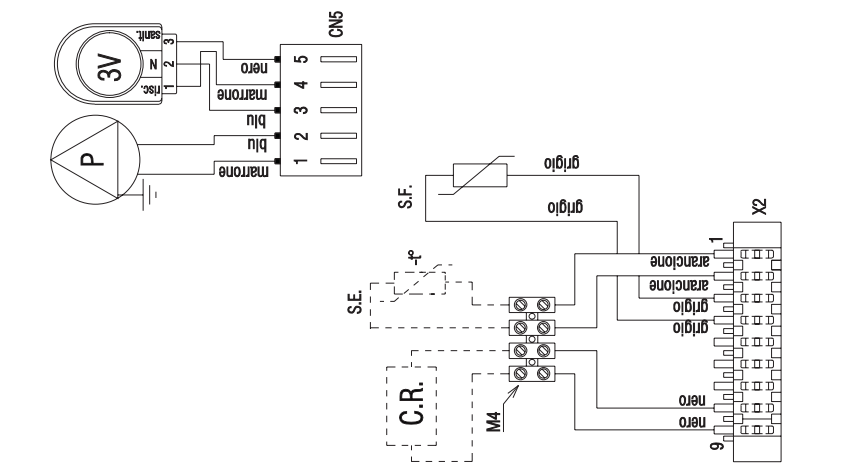 CN5
sanit.
3
3V
N
2
risc.
1
nero
5
marrone
4
blu
3
blu
2
P
marrone
1
grigio
S.F.
grigio
X2
1
-t°
arancione
S.E.
arancione
grigio
grigio
C.R.
M4
nero
nero
9